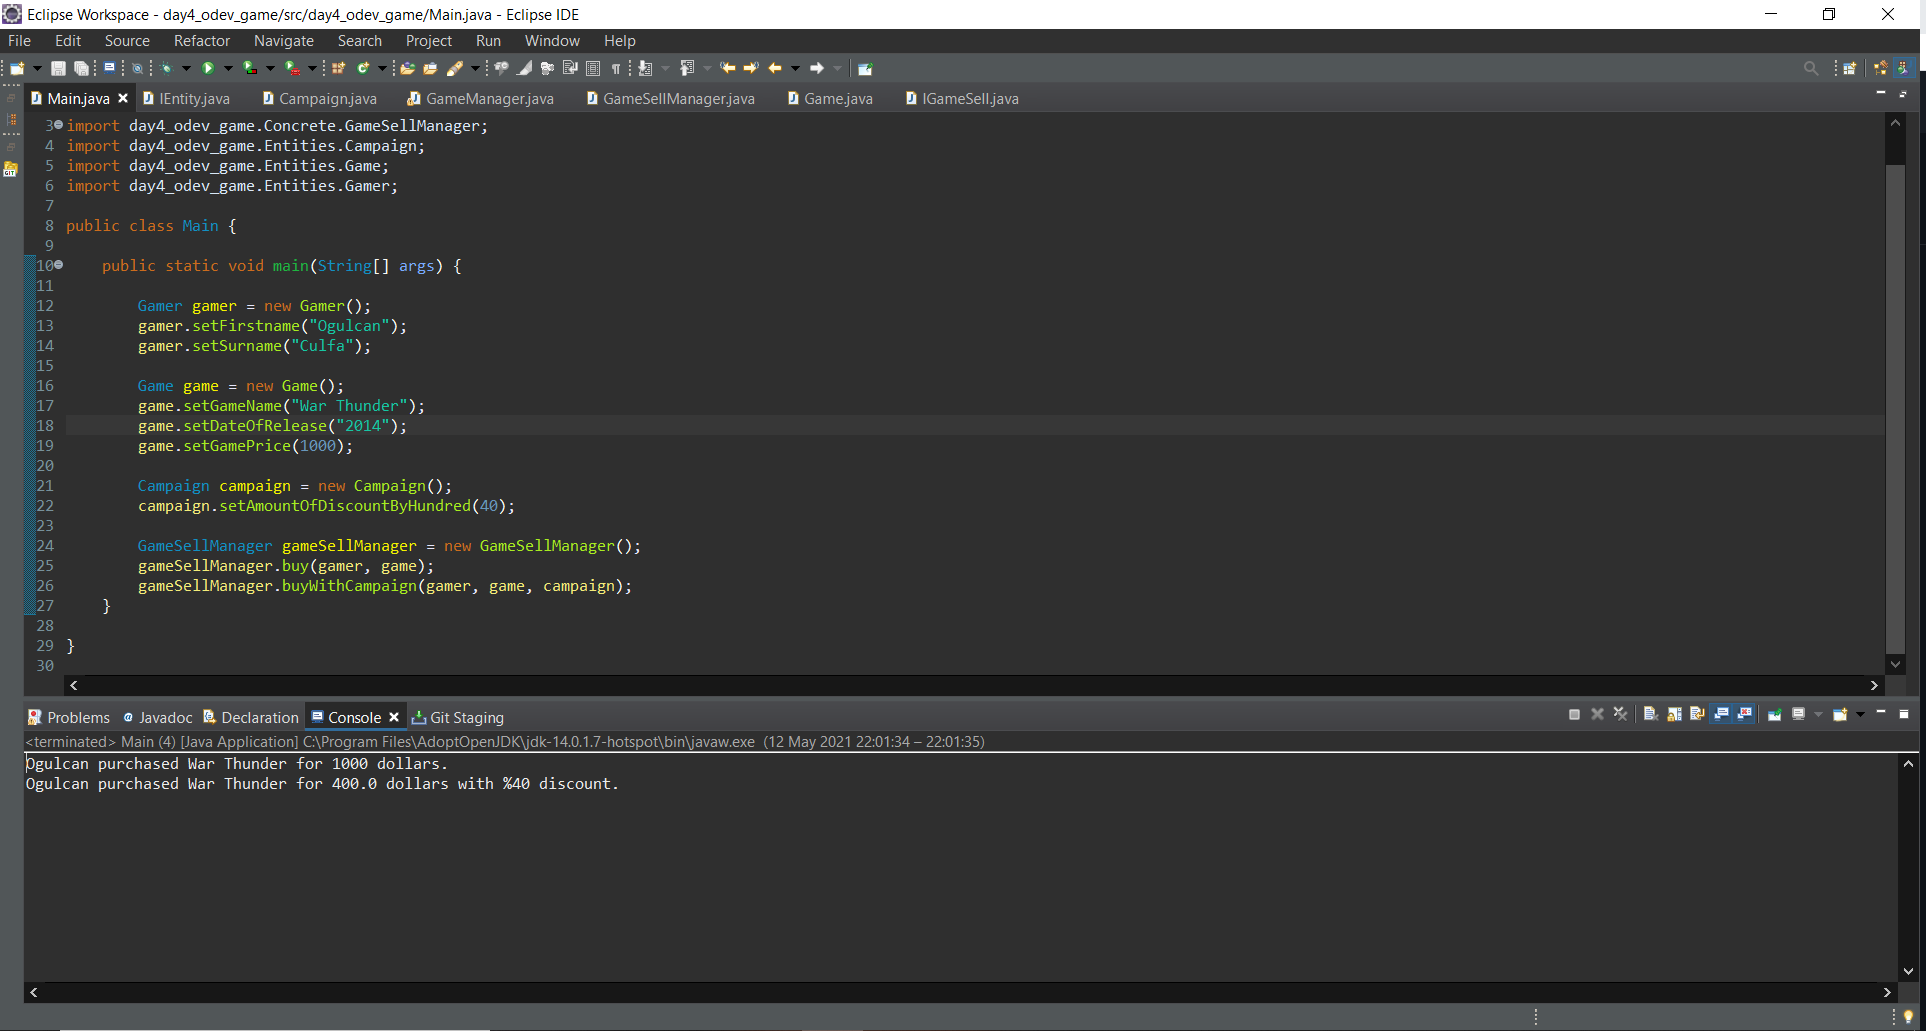 Eclipse Workspace - day4_odev_game/src/day4_odev_game/Main.java - Eclipse IDE
File Edit Source Refactor Navigate Search Project Run Window Help
Main.java IEntity.java Campaign.java GameManager.java GameSellManager.java Game.java IGameSell.java
3 import day4_odev_game.Concrete.GameSellManager;
4 import day4_odev_game.Entities.Campaign;
5 import day4_odev_game.Entities.Game;
6 import day4_odev_game.Entities.Gamer;
7
8 public class Main {
9
10 public static void main(String[] args) {
11
12 Gamer gamer = new Gamer();
13 gamer.setFirstname("Ogulcan");
14 gamer.setSurname("Culfa");
15
16 Game game = new Game();
17 game.setGameName("War Thunder");
18 game.setDateOfRelease("2014");
19 game.setGamePrice(1000);
20
21 Campaign campaign = new Campaign();
22 campaign.setAmountOfDiscountByHundred(40);
23
24 GameSellManager gameSellManager = new GameSellManager();
25 gameSellManager.buy(gamer, game);
26 gameSellManager.buyWithCampaign(gamer, game, campaign);
27 }
28
29 }
30
Problems Javadoc Declaration Console Git Staging
<terminated> Main (4) [Java Application] C:\Program Files\AdoptOpenJDK\jdk-14.0.1.7-hotspot\bin\javaw.exe (12 May 2021 22:01:34 – 22:01:35)
Ogulcan purchased War Thunder for 1000 dollars.
Ogulcan purchased War Thunder for 400.0 dollars with %40 discount.